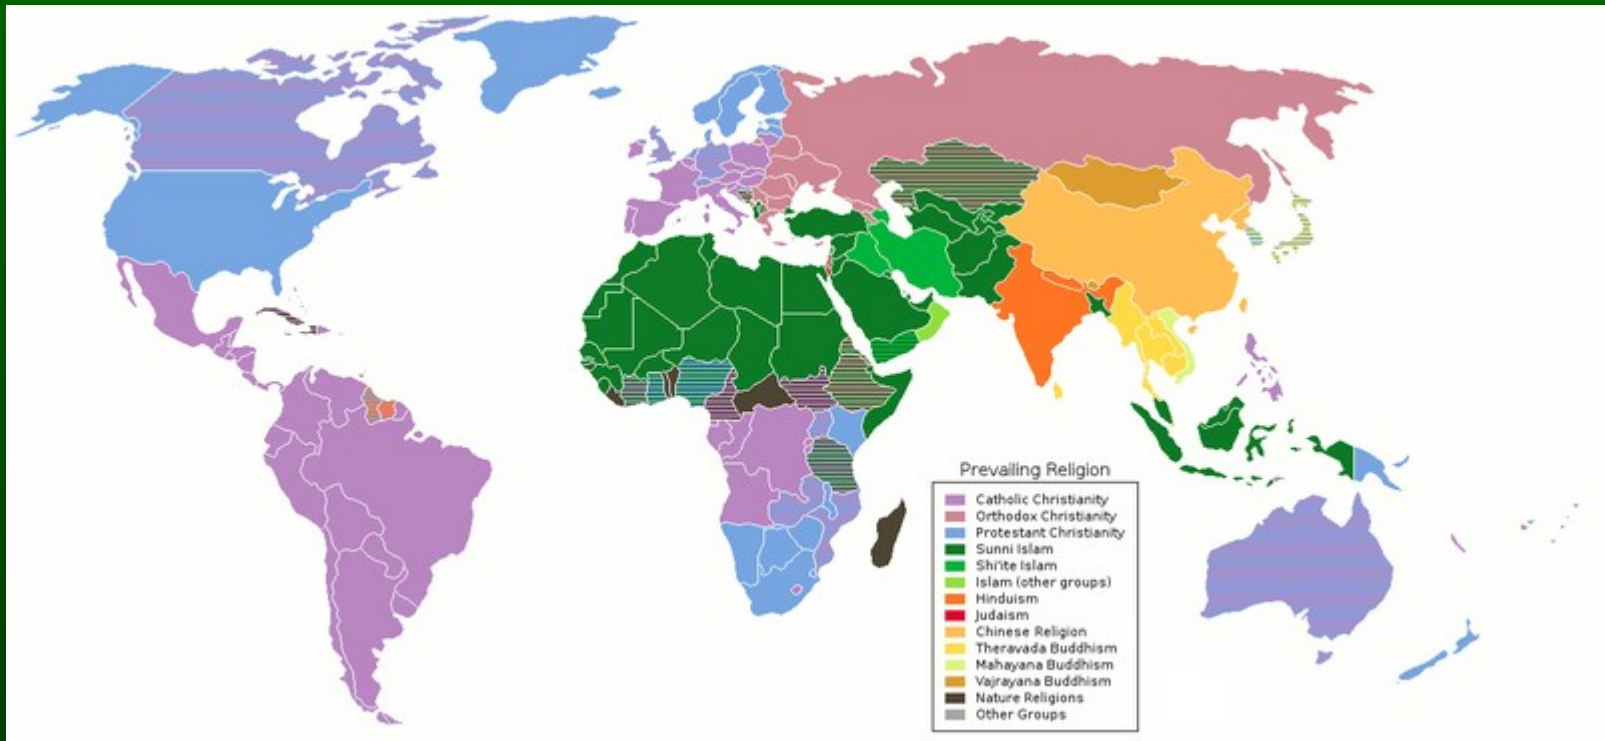 Prevailing Religion
Catholic Christianity
Orthodox Christianity
Protestant Christianity
Sunni Islam
Shi'ite Islam
Islam (other groups)
Hinduism
Judaism
Chinese Religion
Theravada Buddhism
Mahayana Buddhism
Vajrayana Buddhism
Nature Religions
Other Groups